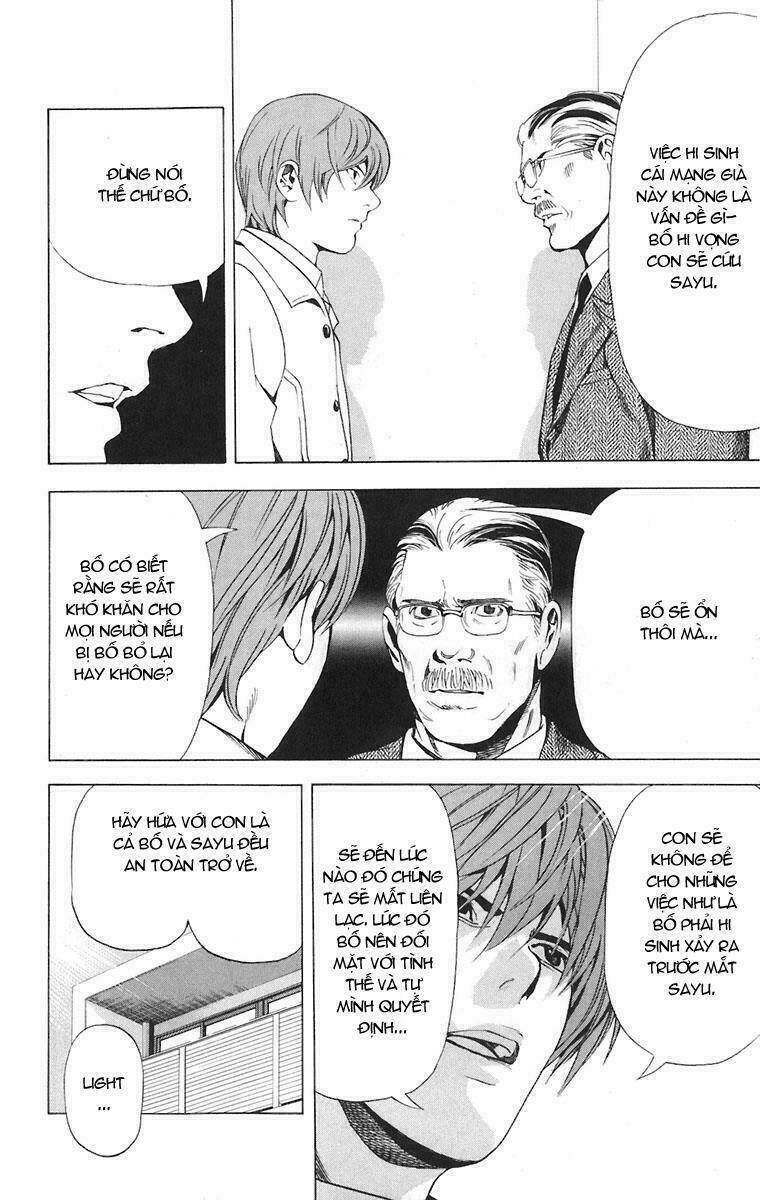 VIỆC HI SINH
CÁI MẠNG GIÀ
NÀY KHÔNG LÀ
VẤN ĐỀ GÌ-
BỐ HI VỌNG
CON SẼ CỨU
SAYU.
ĐỪNG NÓI
THẾ CHỨ BỐ.
BỐ SẼ ỔN
THÔI MÀ...
BỐ CÓ BIẾT
RẰNG SẼ RẤT
KHÓ KHĂN CHO
MỌI NGƯỜI NẾU
BỊ BỐ BỎ LẠI
HAY KHÔNG?
CON SẼ
KHÔNG ĐỂ
CHO NHỮNG
VIỆC NHƯ LÀ
BỐ PHẢI HI
SINH XẢY RA
TRƯỚC MẮT
SAYU.
SẼ ĐẾN LÚC
NÀO ĐÓ CHÚNG
TA SẼ MẤT LIÊN
LẠC. LÚC ĐÓ
BỐ NÊN ĐỐI
MẶT VỚI TÌNH
THẾ VÀ TỰ
MÌNH QUYẾT
ĐỊNH...
HÃY HỨA VỚI CON LÀ
CẢ BỐ VÀ SAYU ĐỀU
AN TOÀN TRỞ VỀ.
LIGHT
...